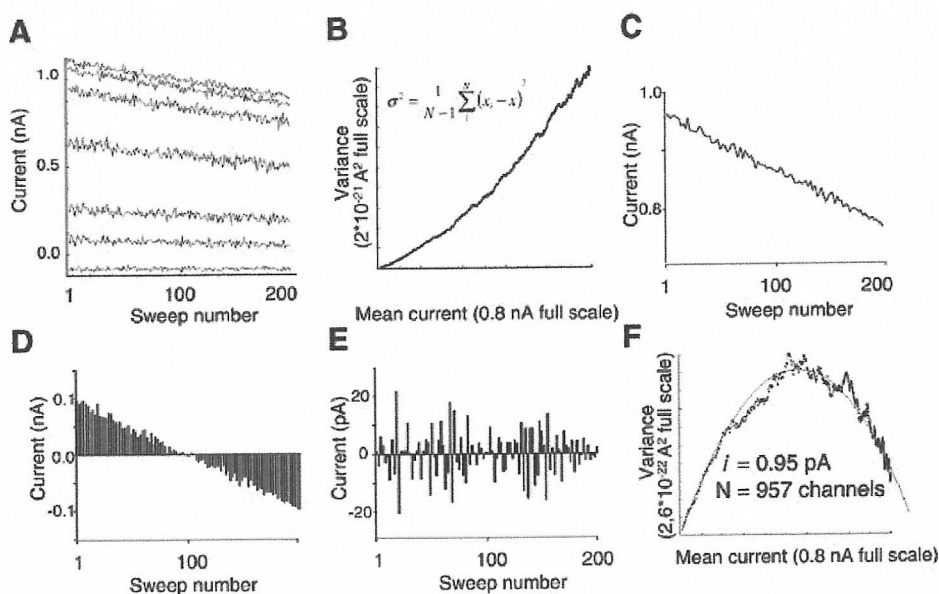 A
Current (nA)
1.0
0.5
0.0
1 100 200
Sweep number
B
Variance
(2*10⁻²¹ A² full scale)
σ² = 1/(N−1) N∑i (xᵢ − x)²
Mean current (0.8 nA full scale)
C
Current (nA)
1.0
0.8
1 100 200
Sweep number
D
Current (nA)
0.1
0.0
-0.1
1 100
Sweep number
E
Current (pA)
20
0
-20
1 100 200
Sweep number
F
Variance
(2,6*10⁻²² A² full scale)
i = 0.95 pA
N = 957 channels
Mean current (0.8 nA full scale)